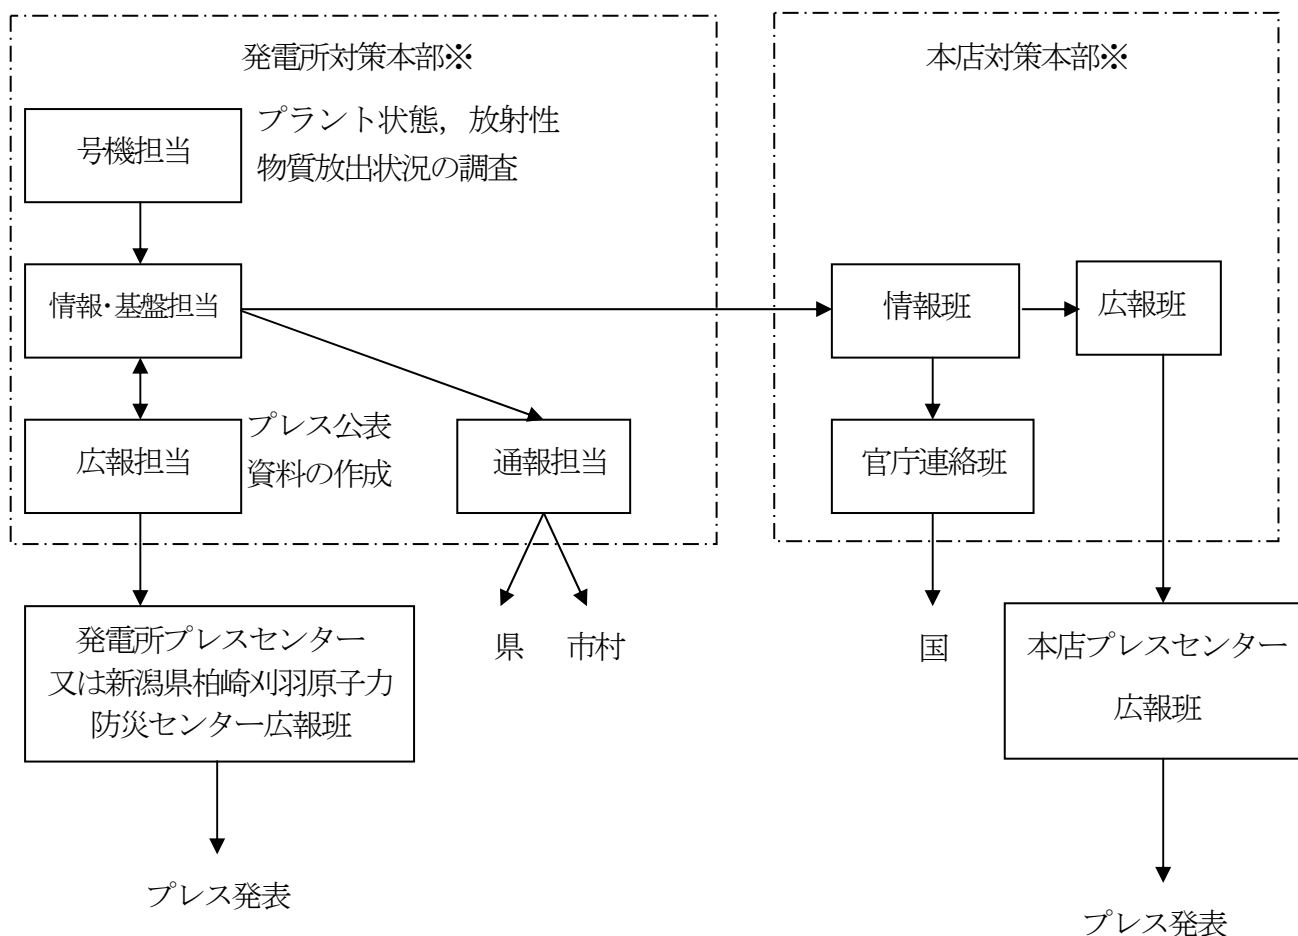 発電所対策本部※
号機担当
プラント状態，放射性
物質放出状況の調査
情報・基盤担当
広報担当
プレス公表
資料の作成
通報担当
県
市村
発電所プレスセンター
又は新潟県柏崎刈羽原子力
防災センター広報班
プレス発表
本店対策本部※
情報班
広報班
官庁連絡班
国
本店プレスセンター
広報班
プレス発表